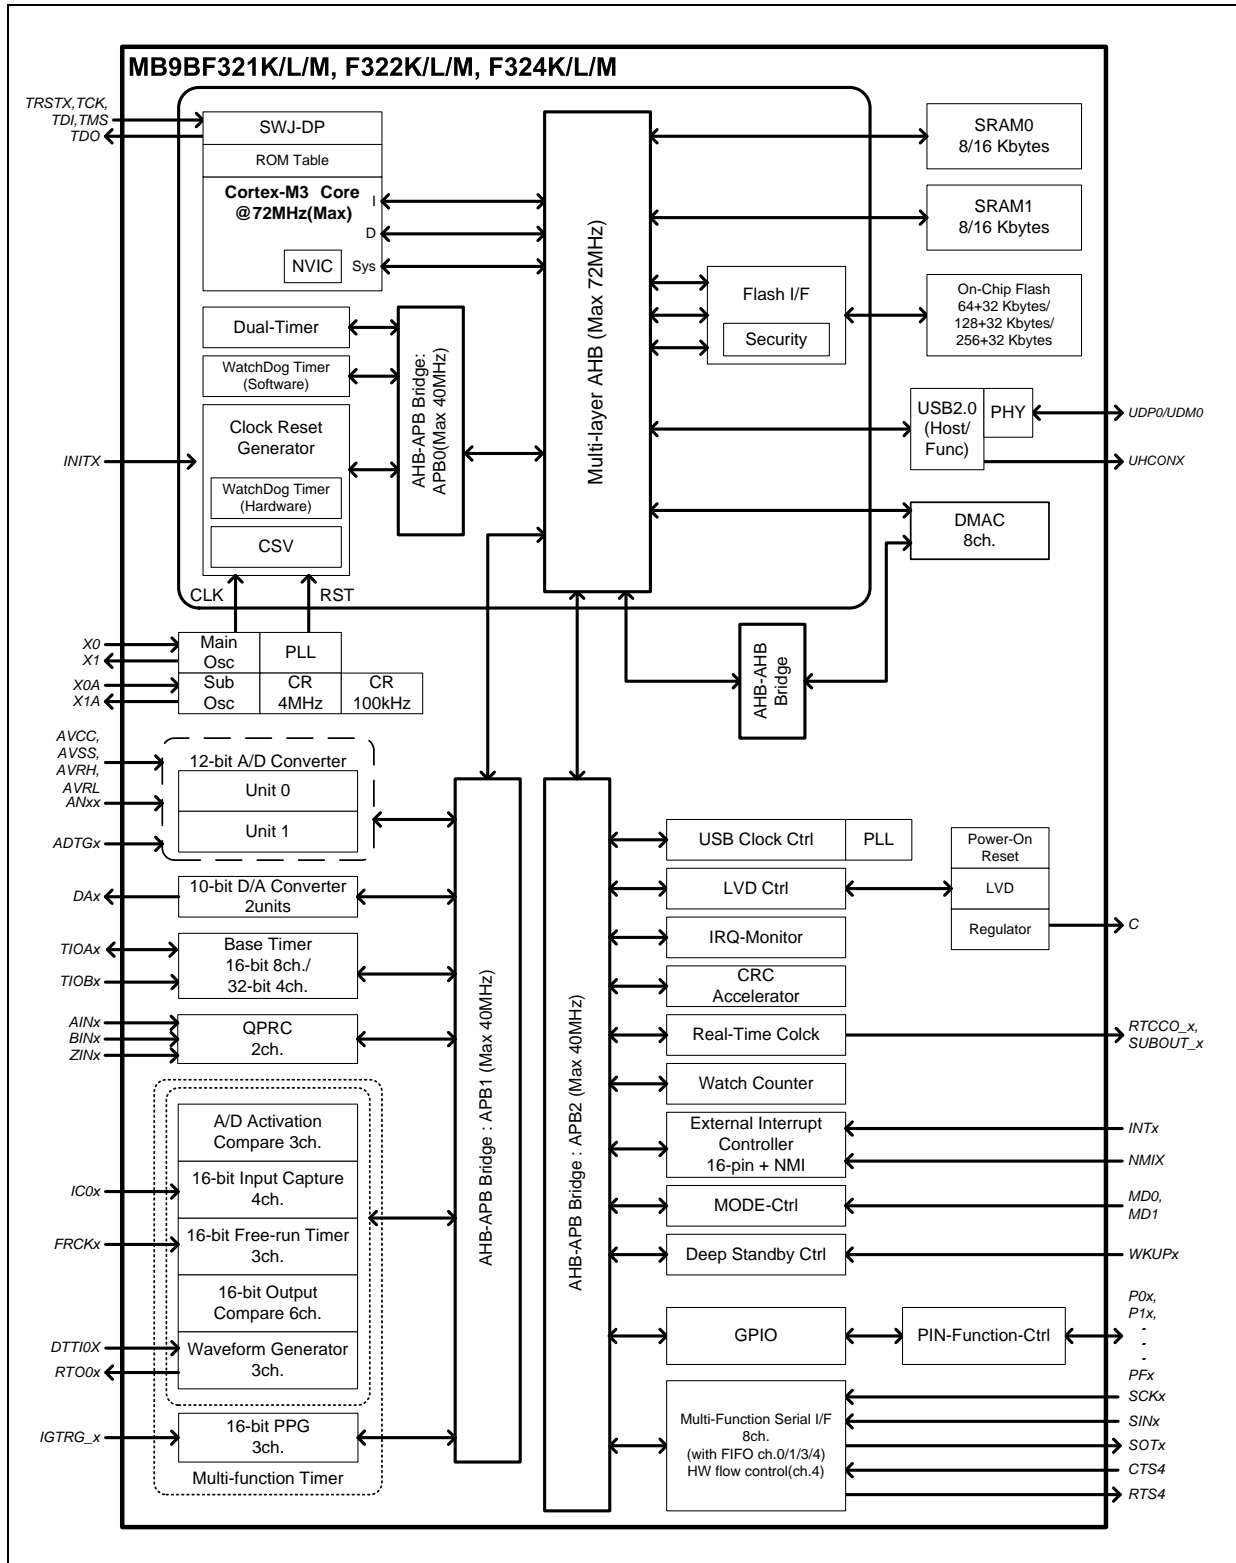 MB9BF321K/L/M, F322K/L/M, F324K/L/M
TRSTX,TCK,
TDI,TMS
TDO
SWJ-DP
ROM Table
Cortex-M3 Core
@72MHz(Max)
I
D
NVIC
Sys
Dual-Timer
WatchDog Timer
(Software)
Clock Reset
Generator
WatchDog Timer
(Hardware)
CSV
INITX
CLK
RST
AHB-APB Bridge:
APB0(Max 40MHz)
Multi-layer AHB (Max 72MHz)
SRAM0
8/16 Kbytes
SRAM1
8/16 Kbytes
Flash I/F
Security
On-Chip Flash
64+32 Kbytes/
128+32 Kbytes/
256+32 Kbytes
USB2.0
(Host/
Func)
PHY
UDP0/UDM0
UHCONX
DMAC
8ch.
AHB-AHB
Bridge
X0
X1
X0A
X1A
Main
Osc
PLL
Sub
Osc
CR
4MHz
CR
100kHz
AVCC,
AVSS,
AVRH,
AVRL
ANxx
ADTGx
12-bit A/D Converter
Unit 0
Unit 1
DAx
10-bit D/A Converter
2units
TIOAx
TIOBx
Base Timer
16-bit 8ch./
32-bit 4ch.
AINx
BINx
ZINx
QPRC
2ch.
A/D Activation
Compare 3ch.
IC0x
16-bit Input Capture
4ch.
FRCKx
16-bit Free-run Timer
3ch.
16-bit Output
Compare 6ch.
DTTI0X
RTO0x
Waveform Generator
3ch.
IGTRG_x
16-bit PPG
3ch.
Multi-function Timer
AHB-APB Bridge : APB1 (Max 40MHz)
AHB-APB Bridge : APB2 (Max 40MHz)
USB Clock Ctrl
PLL
LVD Ctrl
Power-On
Reset
LVD
Regulator
C
IRQ-Monitor
CRC
Accelerator
Real-Time Colck
RTCCO_x,
SUBOUT_x
Watch Counter
External Interrupt
Controller
16-pin + NMI
INTx
NMIX
MODE-Ctrl
MD0,
MD1
Deep Standby Ctrl
WKUPx
GPIO
PIN-Function-Ctrl
P0x,
P1x,
.
.
.
PFx
Multi-Function Serial I/F
8ch.
(with FIFO ch.0/1/3/4)
HW flow control(ch.4)
SCKx
SINx
SOTx
CTS4
RTS4